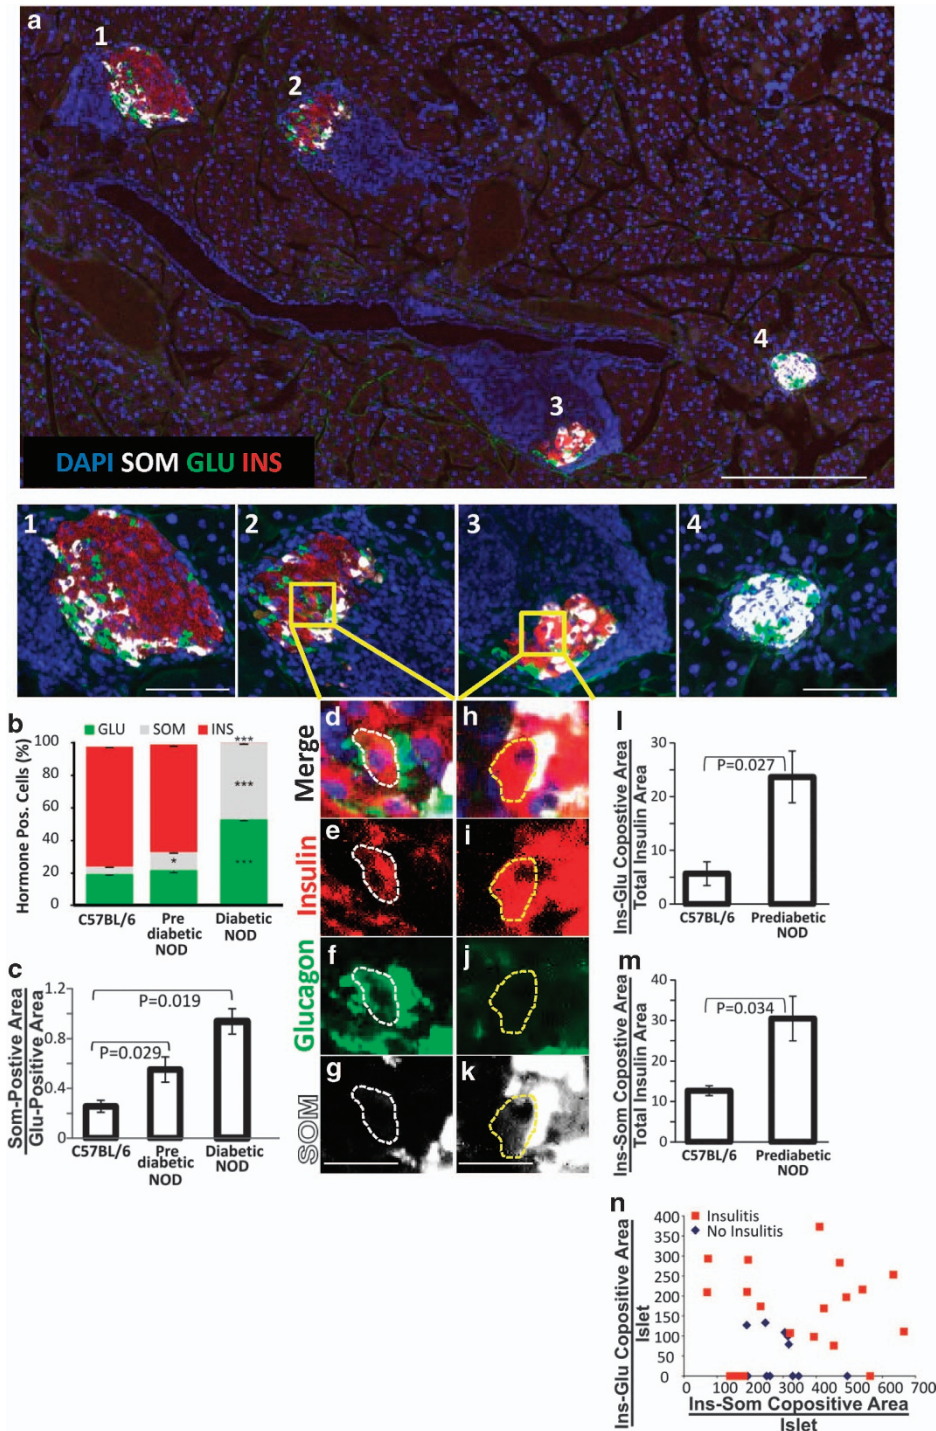 a
1
2
3
4
DAPI SOM GLU INS
1
2
3
4
b
GLU SOM INS
Hormone Pos. Cells (%)
100
80
60
40
20
0
***
***
*
***
C57BL/6
Pre diabetic NOD
Diabetic NOD
c
Som-Postive Area
Glu-Positive Area
1.2
0.8
0.4
0
P=0.019
P=0.029
C57BL/6
Pre diabetic NOD
Diabetic NOD
Merge
d
h
Insulin
e
i
Glucagon
f
j
SOM
g
k
l
Ins-Glu Copostive Area
Total Insulin Area
30
20
10
0
P=0.027
C57BL/6
Prediabetic NOD
m
Ins-Som Copostive Area
Total Insulin Area
40
30
20
10
0
P=0.034
C57BL/6
Prediabetic NOD
n
Insulitis
No Insulitis
Ins-Glu Copositive Area
Islet
400
350
300
250
200
150
100
50
0
0 100 200 300 400 500 600 700
Ins-Som Copositive Area
Islet